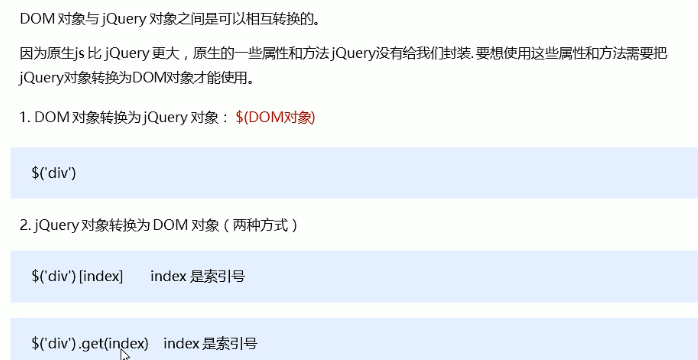 DOM 对象与 jQuery 对象之间是可以相互转换的。
因为原生js 比 jQuery 更大，原生的一些属性和方法 jQuery没有给我们封装. 要想使用这些属性和方法需要把
jQuery对象转换为DOM对象才能使用。
1. DOM 对象转换为 jQuery 对象： $(DOM对象)
$('div')
2. jQuery 对象转换为 DOM 对象（两种方式）
$('div') [index] index 是索引号
$('div') .get(index) index 是索引号